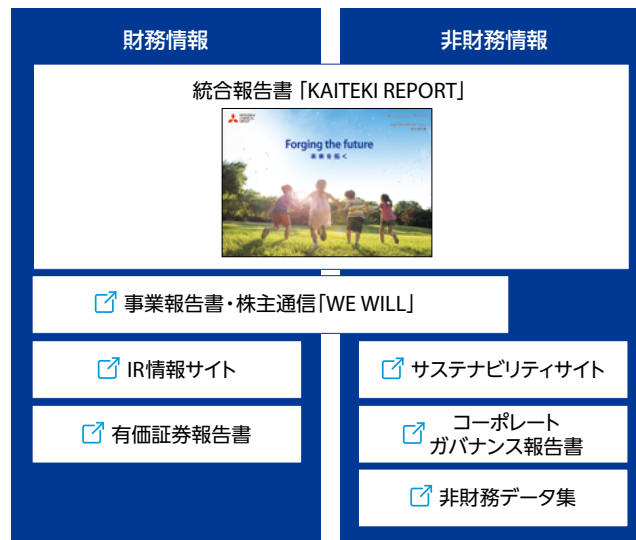 財務情報
非財務情報
統合報告書「KAITEKI REPORT」
MITSUBISHI
CHEMICAL
GROUP
Forging the future
未来を拓く
事業報告書・株主通信「WE WILL」
IR情報サイト
サステナビリティサイト
有価証券報告書
コーポレート
ガバナンス報告書
非財務データ集